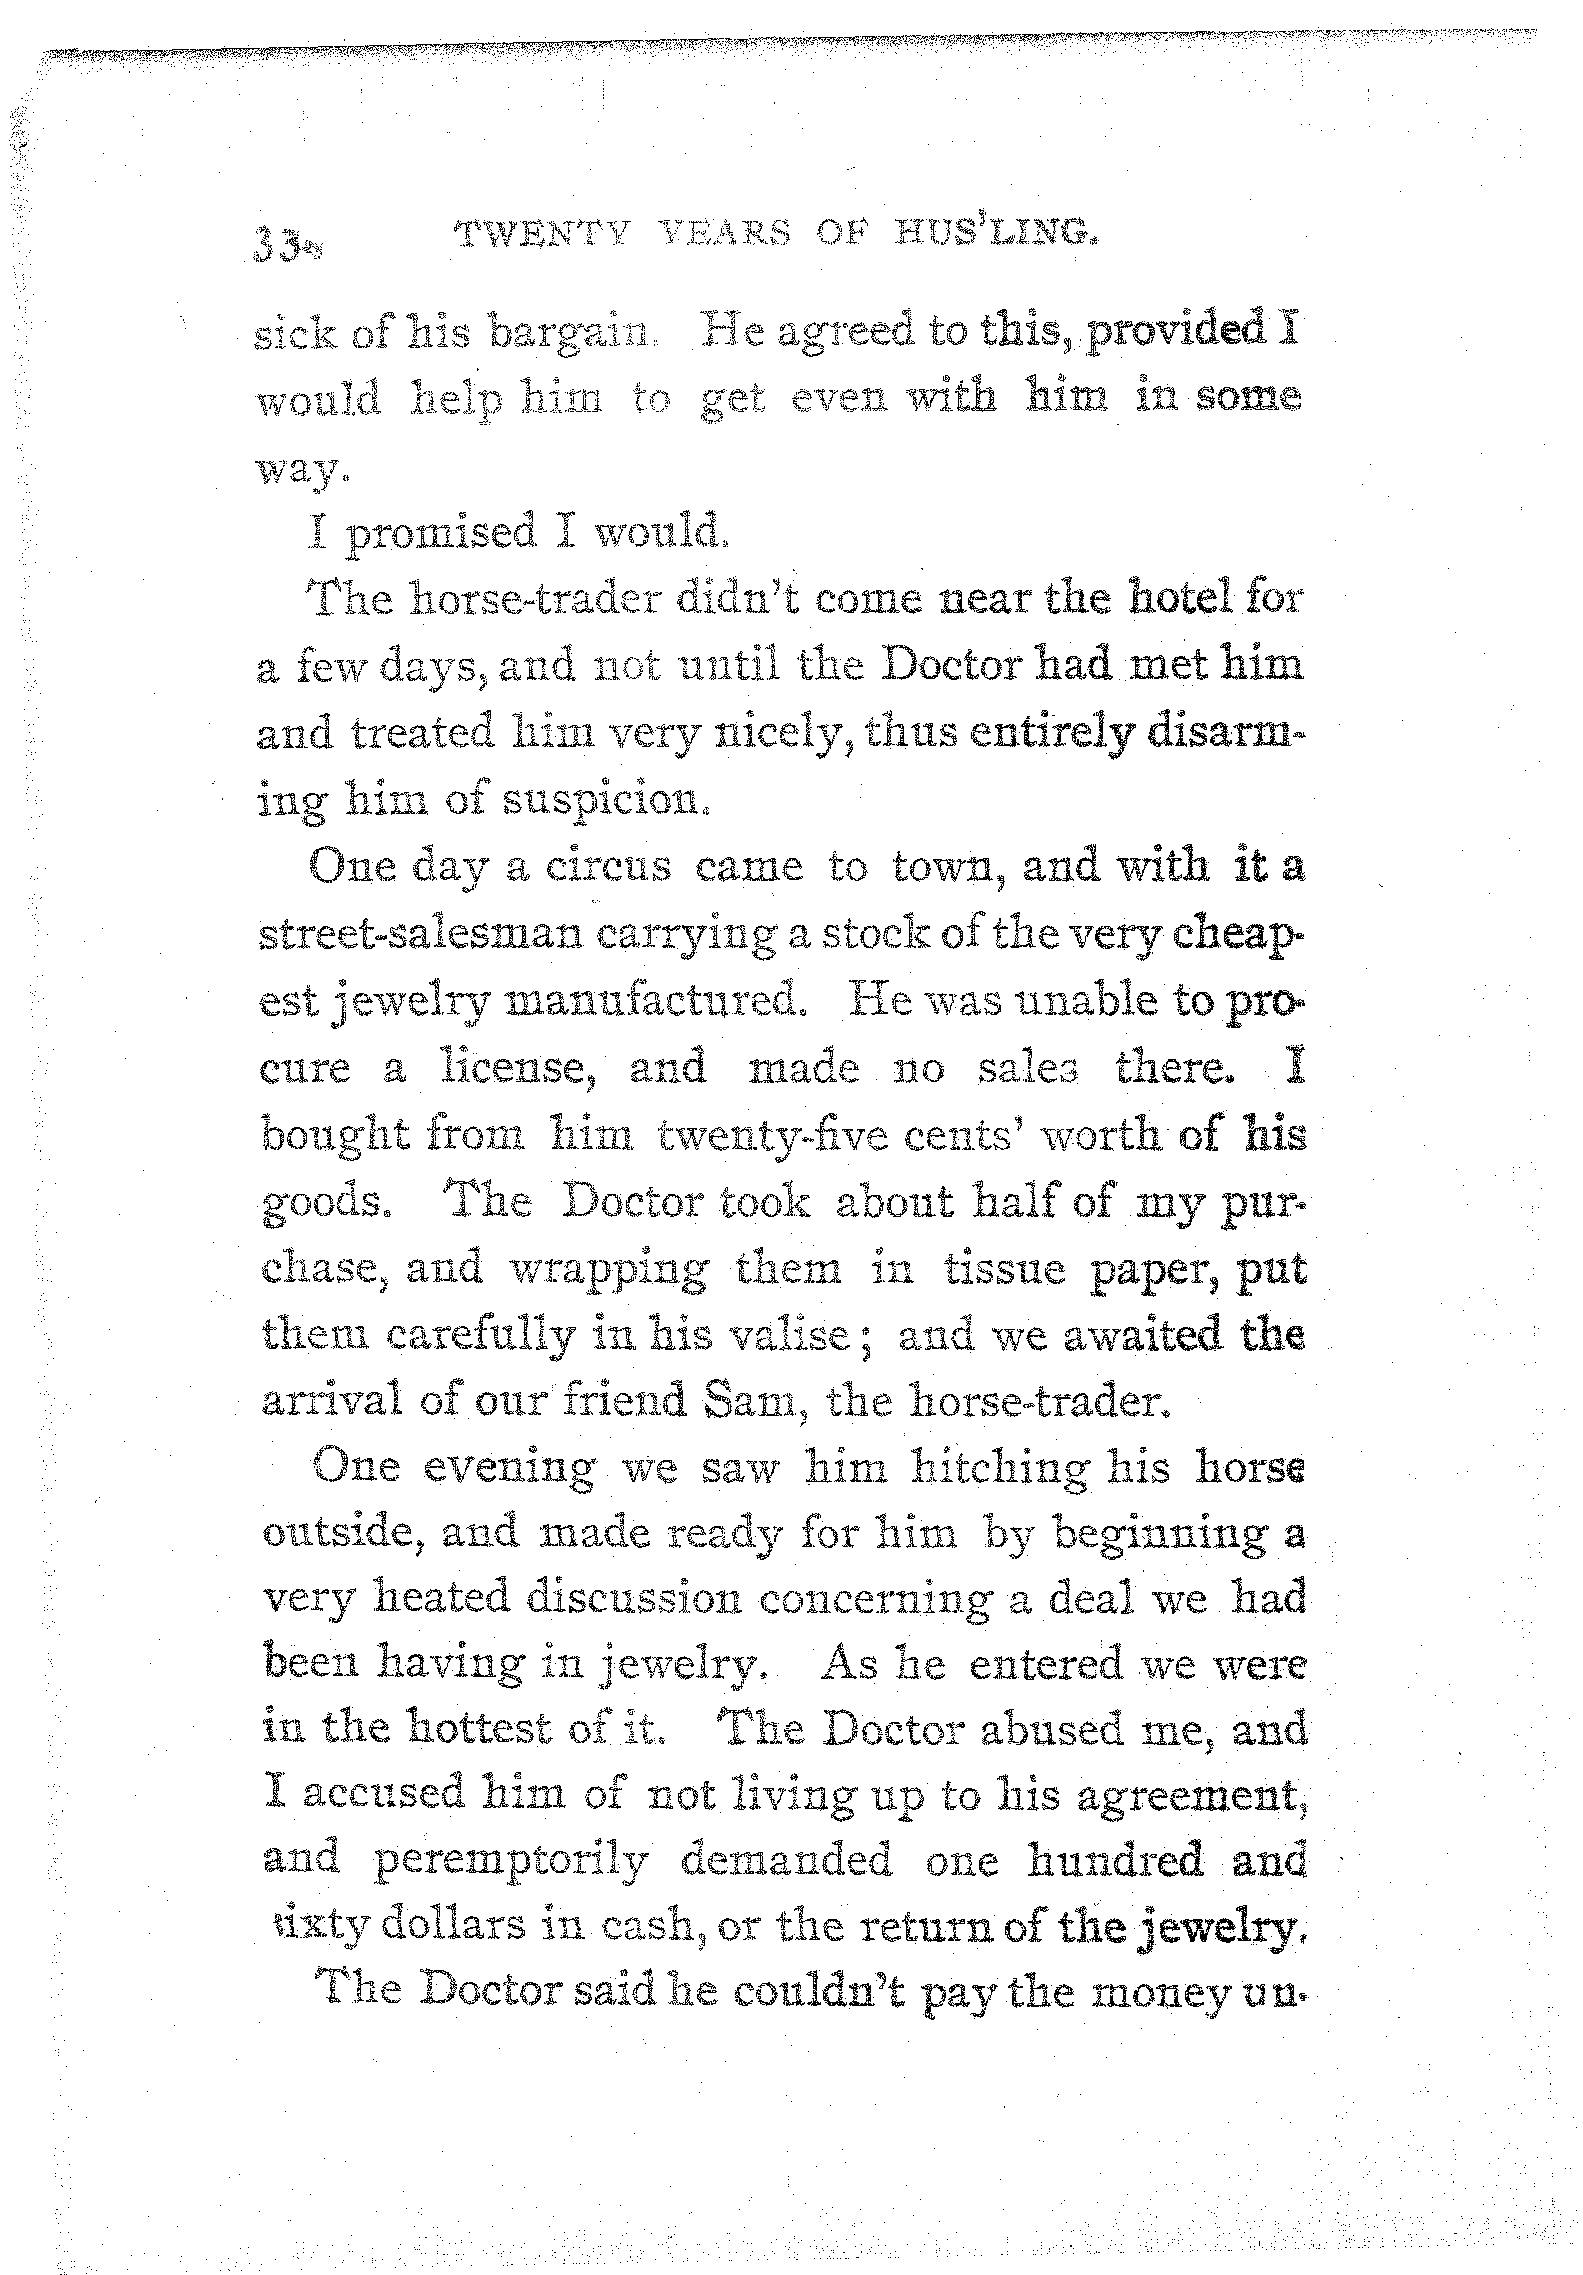 TWENTY YEARS OF HUS'LING.
sick of his bargain. He agreed to this, provided I
would help him to get even with him in some
way.
I promised I would.
The horse-trader didn't come near the hotel for
a few days, and not until the Doctor had met him
and treated him very nicely, thus entirely disarm-
ing him of suspicion.
One day a circus came to town, and with it a
street-salesman carrying a stock of the very cheap-
est jewelry manufactured. He was unable to pro-
cure a license, and made no sales there. I
bought from him twenty-five cents' worth of his
goods. The Doctor took about half of my pur-
chase, and wrapping them in tissue paper, put
them carefully in his valise; and we awaited the
arrival of our friend Sam, the horse-trader.
One evening we saw him hitching his horse
outside, and made ready for him by beginning a
very heated discussion concerning a deal we had
been having in jewelry. As he entered we were
in the hottest of it. The Doctor abused me, and
I accused him of not living up to his agreement,
and peremptorily demanded one hundred and
sixty dollars in cash, or the return of the jewelry.
The Doctor said he couldn't pay the money un-